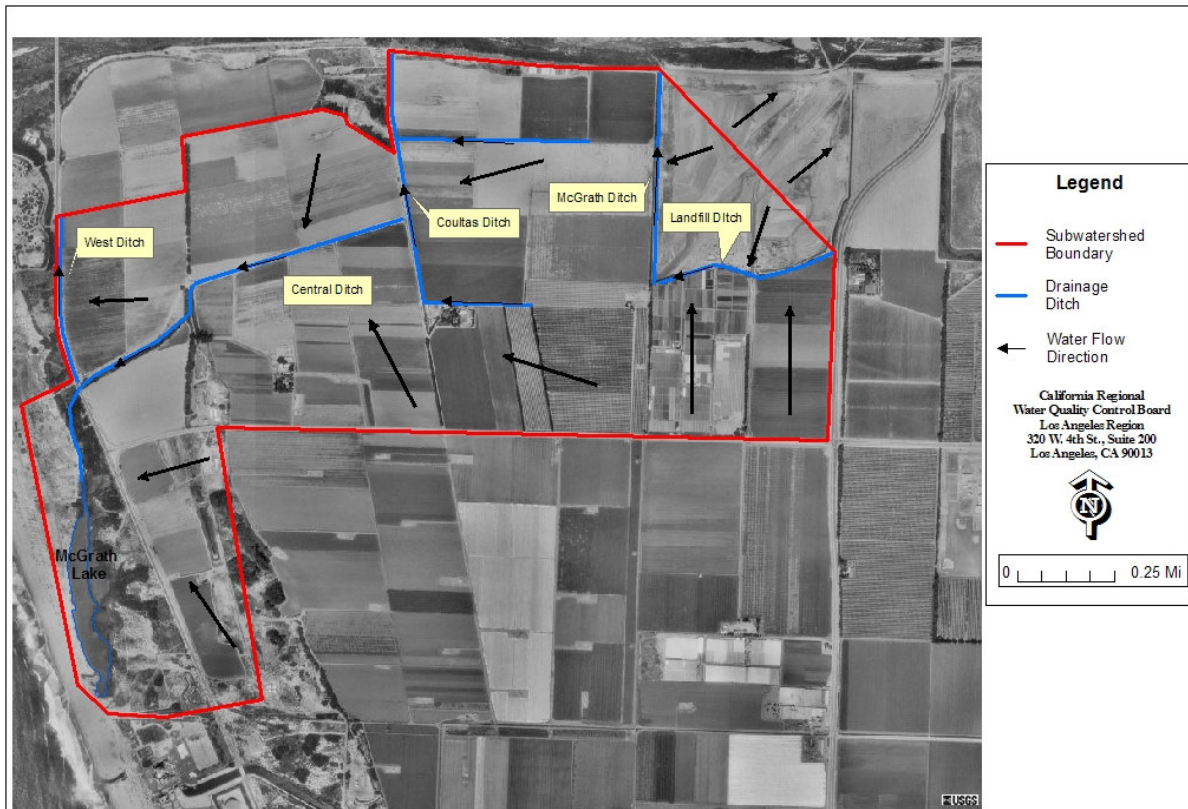 West Ditch
Central Ditch
Coultas Ditch
McGrath Ditch
Landfill DItch
McGrath
Lake
USGS
Legend
Subwatershed
Boundary
Drainage
Ditch
Water Flow
Direction
California Regional
Water Quality Control Board
Los Angeles Region
320 W. 4th St., Suite 200
Los Angeles, CA 90013
N
0 0.25 Mi